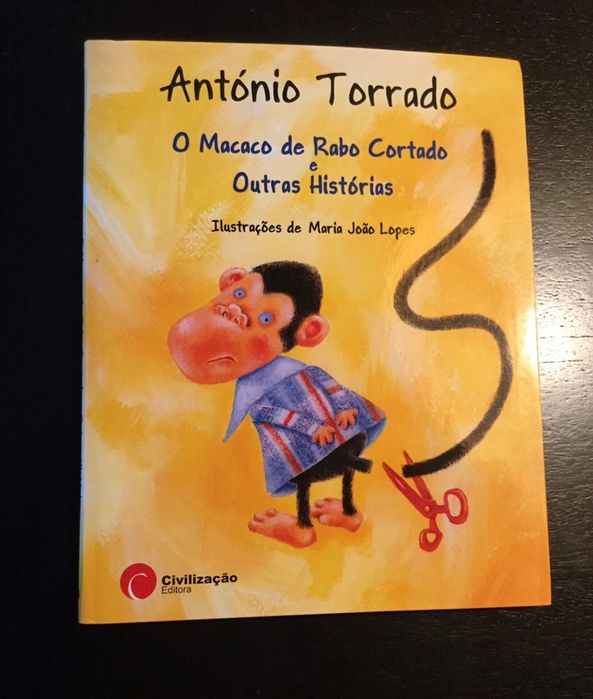 António Torrado
O Macaco de Rabo Cortado
e
Outras Histórias
Ilustrações de Maria João Lopes
Civilização
Editora